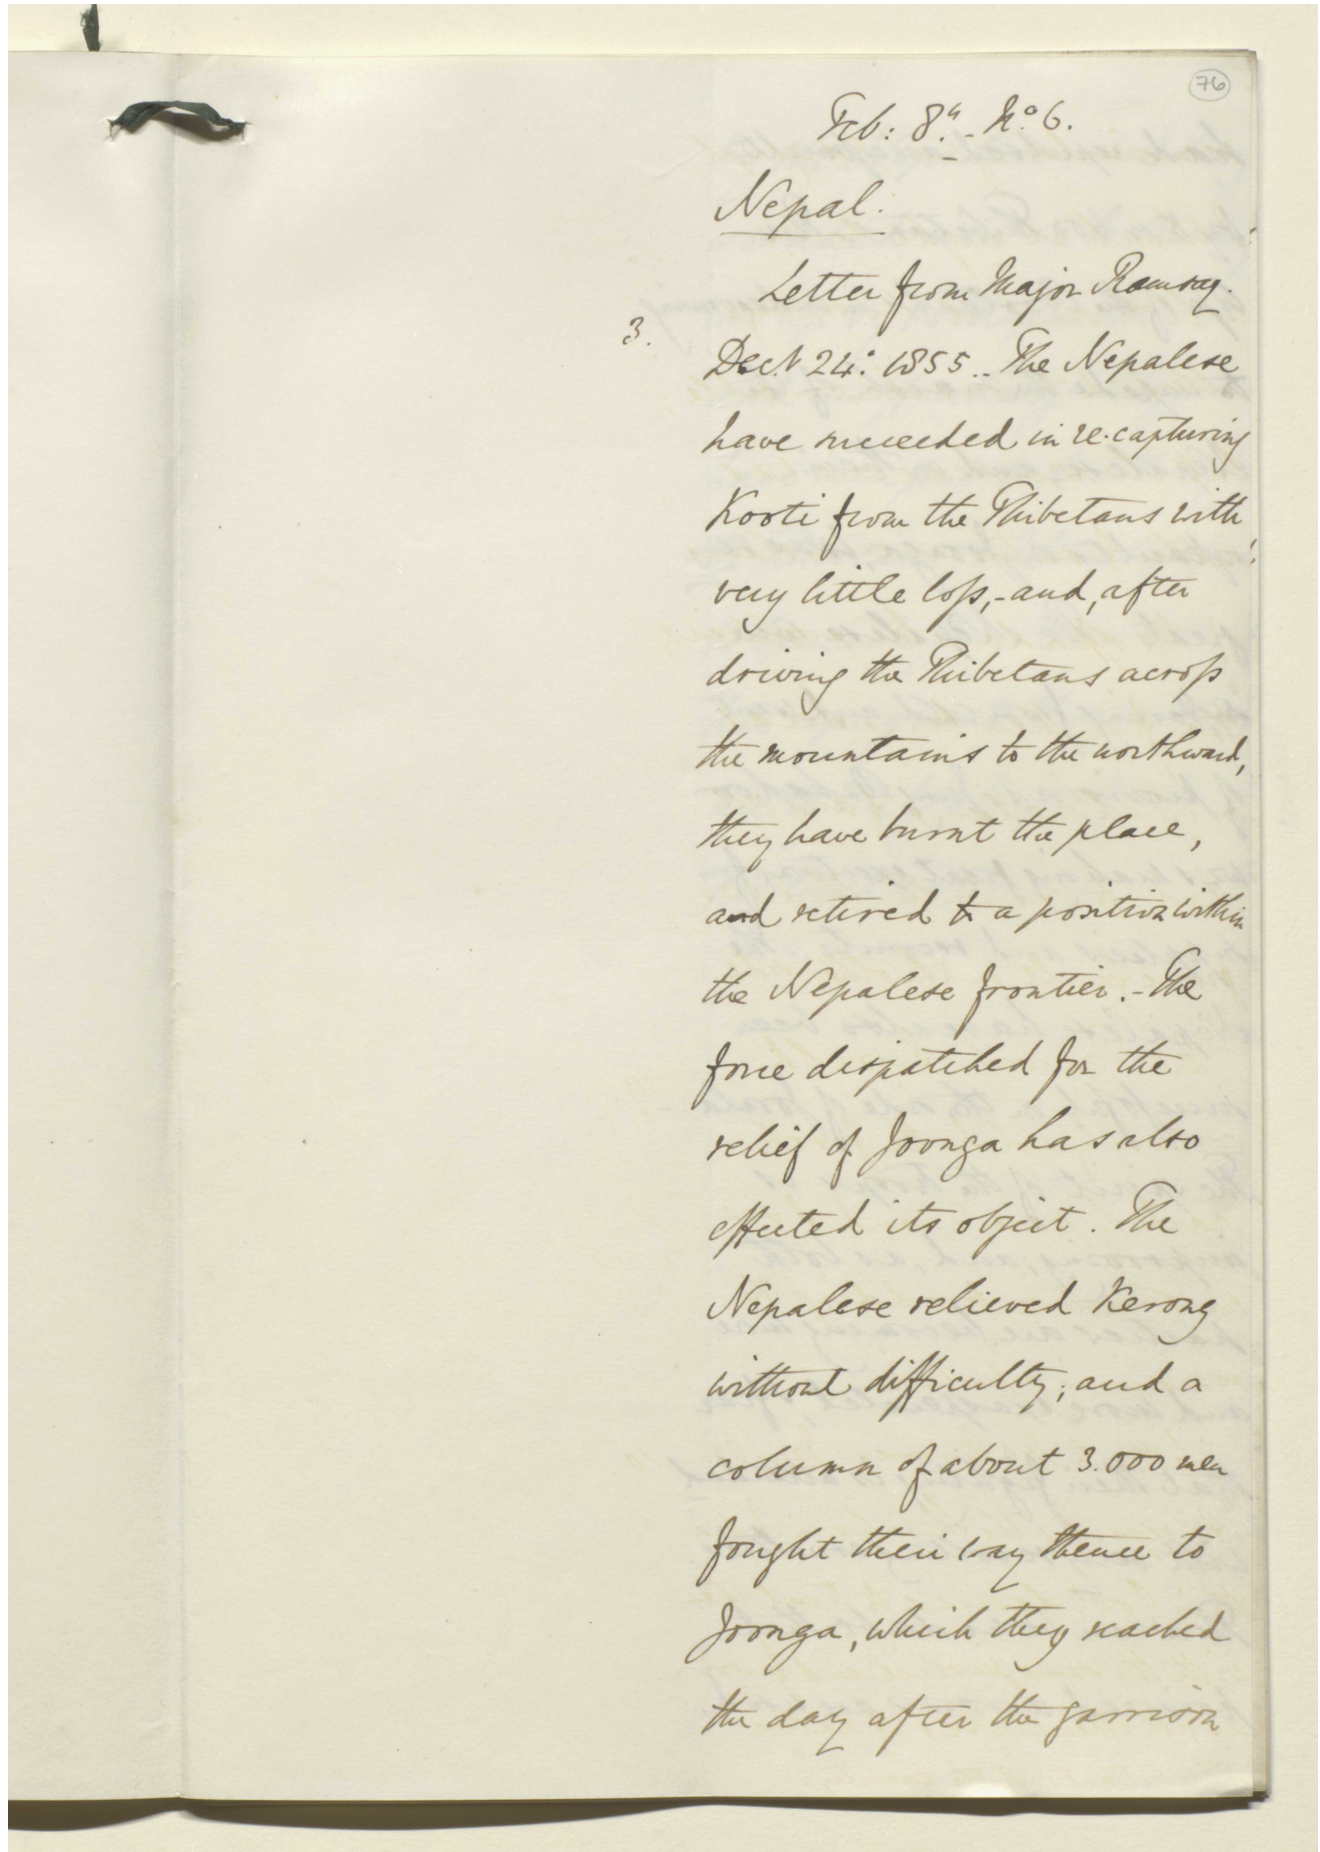 76
Feb: 8th. - No. 6.
Nepal.
Letter from Major Ramsay.
3.
Decr 24: 1855.. The Nepalese
have succeeded in re-capturing
Kooti from the Thibetans with
very little loss, - and, after
driving the Thibetans across
the mountains to the northward,
they have burnt the place,
and retired to a position within
the Nepalese frontier. - The
force dispatched for the
relief of Joonga has also
effected its object. The
Nepalese relieved Kerong
without difficulty; and a
column of about 3.000 men
fought their way thence to
Joonga, which they reached
the day after the garrison